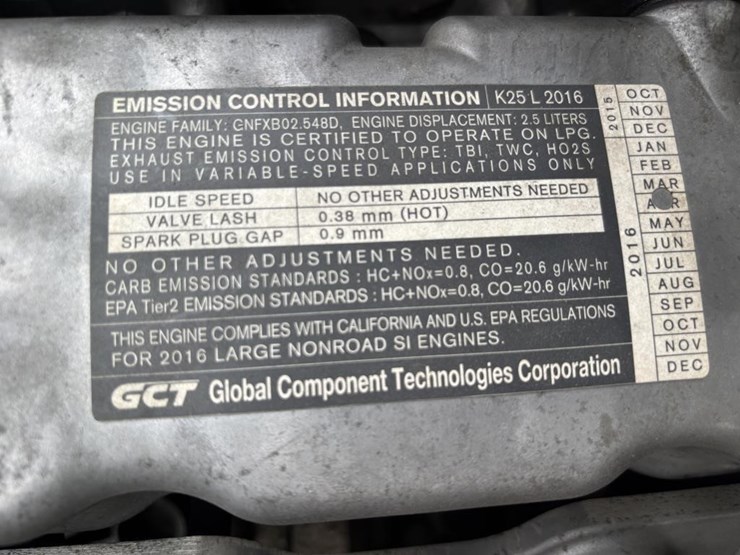 EMISSION CONTROL INFORMATION K25 L 2016
ENGINE FAMILY: GNFXB02.548D, ENGINE DISPLACEMENT: 2.5 LITERS
THIS ENGINE IS CERTIFIED TO OPERATE ON LPG.
EXHAUST EMISSION CONTROL TYPE: TBI, TWC, HO2S
USE IN VARIABLE-SPEED APPLICATIONS ONLY
IDLE SPEED NO OTHER ADJUSTMENTS NEEDED
VALVE LASH 0.38 mm (HOT)
SPARK PLUG GAP 0.9 mm
NO OTHER ADJUSTMENTS NEEDED.
CARB EMISSION STANDARDS : HC+NOx=0.8, CO=20.6 g/kW-hr
EPA Tier2 EMISSION STANDARDS : HC+NOx=0.8, CO=20.6 g/kW-hr
THIS ENGINE COMPLIES WITH CALIFORNIA AND U.S. EPA REGULATIONS
FOR 2016 LARGE NONROAD SI ENGINES.
GCT Global Component Technologies Corporation
2015
OCT
NOV
DEC
2016
JAN
FEB
MAR
APR
MAY
JUN
JUL
AUG
SEP
OCT
NOV
DEC